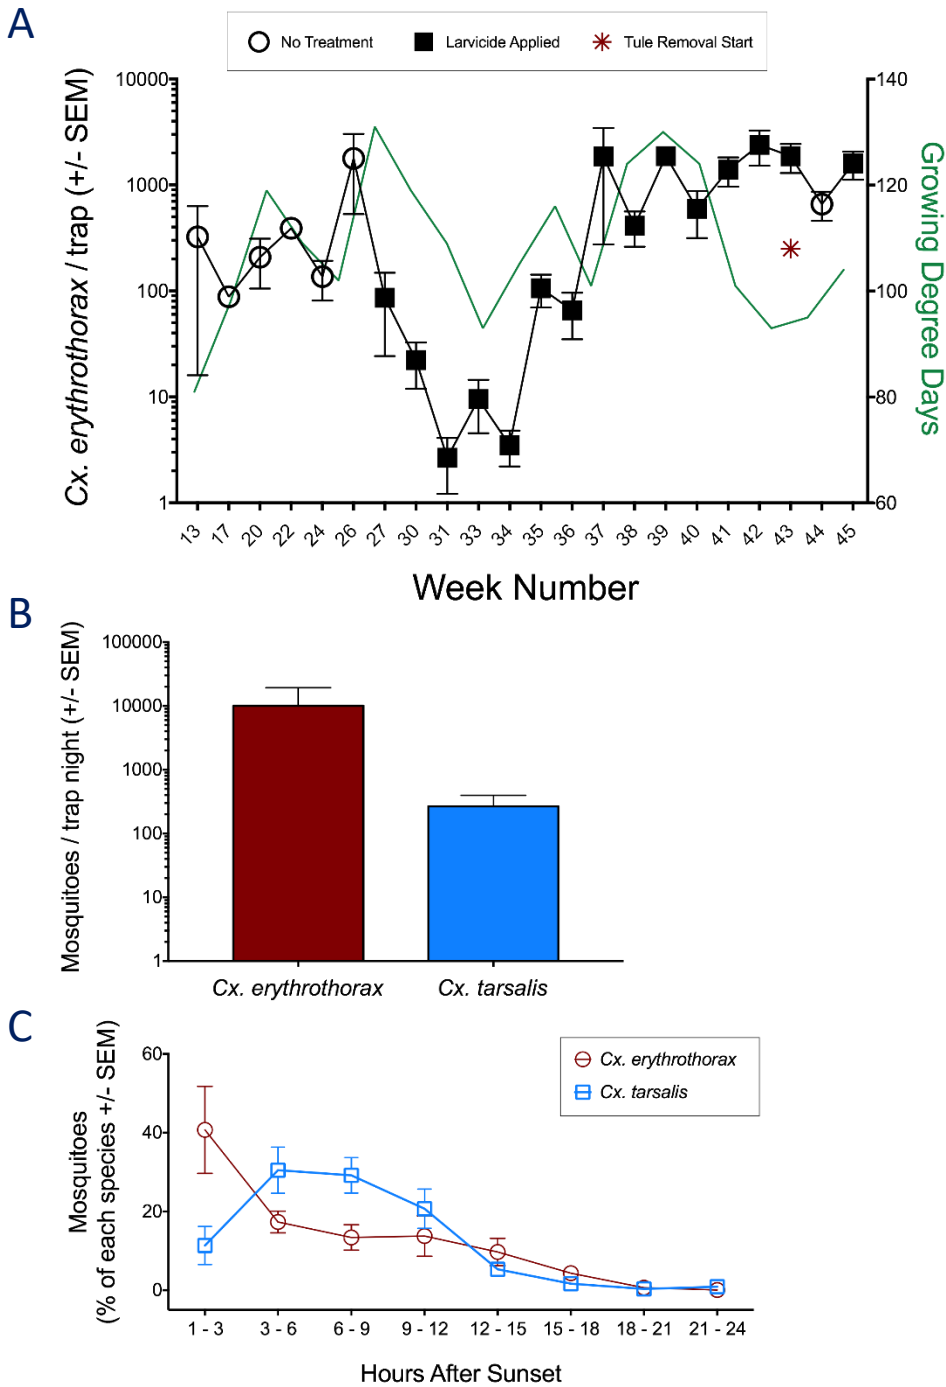 A
No Treatment
Larvicide Applied
Tule Removal Start
Cx. erythrothorax / trap (+/- SEM)
10000
1000
100
10
1
140
120
100
80
60
Growing Degree Days
13 17 20 22 24 26 27 30 31 33 34 35 36 37 38 39 40 41 42 43 44 45
Week Number
B
Mosquitoes / trap night (+/- SEM)
100000
10000
1000
100
10
1
Cx. erythrothorax Cx. tarsalis
C
Mosquitoes
(% of each species +/- SEM)
60
40
20
0
Cx. erythrothorax
Cx. tarsalis
1 - 3 3 - 6 6 - 9 9 - 12 12 - 15 15 - 18 18 - 21 21 - 24
Hours After Sunset